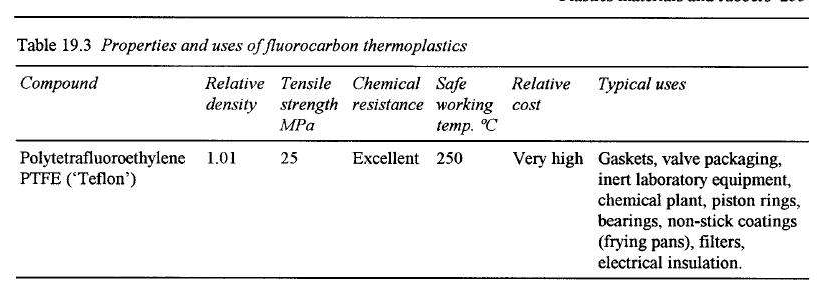 Table 19.3 Properties and uses of fluorocarbon thermoplastics
Compound Relative density Tensile strength MPa Chemical resistance Safe working temp. °C Relative cost Typical uses
Polytetrafluoroethylene 1.01 25 Excellent 250 Very high Gaskets, valve packaging,
PTFE (‘Teflon’) inert laboratory equipment,
chemical plant, piston rings,
bearings, non-stick coatings
(frying pans), filters,
electrical insulation.